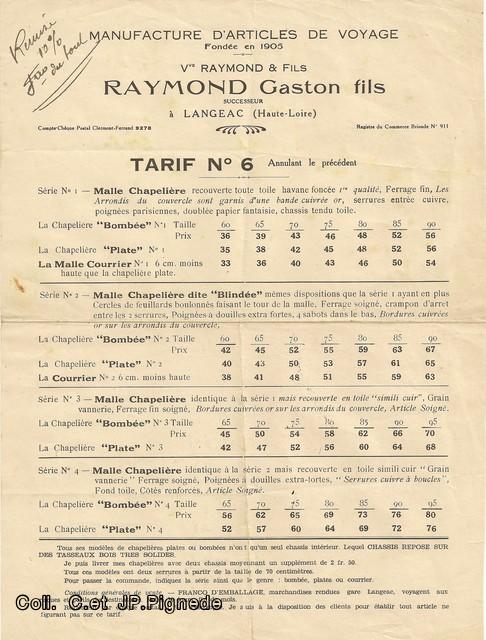 Remise
10%
MANUFACTURE D'ARTICLES DE VOYAGE
Fondée en 1905
Vve RAYMOND & FILS
RAYMOND Gaston fils
SUCCESSEUR
à LANGEAC (Haute-Loire)
Compte-Chèque Postal Clermont-Ferrand 9278 Registre du Commerce Brioude N° 911
TARIF N° 6 Annulant le précédent
Série N° 1 — Malle Chapelière recouverte toute toile havane foncée 1re qualité, Ferrage fin, Les
Arrondis du couvercle sont garnis d'une bande cuivrée or, serrures entrée cuivre,
poignées parisiennes, doublée papier fantaisie, chassis tendu toile.
La Chapelière "Bombée" N° 1 Taille 60 65 70 75 80 85 90
Prix 36 39 43 46 48 52 56
La Chapelière "Plate" N° 1 35 38 42 45 48 52 56
La Malle Courrier N° 1 6 cm. moins 33 36 40 43 46 50 54
haute que la chapelière plate.
Série N° 2 — Malle Chapelière dite "Blindée" mêmes dispositions que la série 1 ayant en plus
Cercles de feuillards boulonnés faisant le tour de la malle, Ferrage soigné, crampon d'arret
entre les 2 serrures, Poignées à douilles extra fortes, 4 sabots dans le bas, Bordures cuivrées
or sur les arrondis du couvercle,
La Chapelière "Bombée" N° 2 Taille 60 65 70 75 80 85 90
Prix 42 45 52 55 59 63 67
La Chapelière "Plate" N° 2 40 43 50 53 57 61 65
La Courrier N° 2 6 cm. moins haute 38 41 48 51 55 59 63
Série N° 3 — Malle Chapelière identique à la série 1 mais recouverte en toile "simili cuir", Grain
vannerie, Ferrage fin soigné, Bordures cuivrées or sur les arrondis du couvercle, Article Soigné.
La Chapelière "Bombée" N° 3 Taille 65 70 75 80 85 90 95
Prix 45 50 54 58 62 66 70
La Chapelière "Plate" N° 3 42 47 52 56 60 64 68
Série N° 4 — Malle Chapelière identique à la série 2 mais recouverte en toile simili cuir "Grain
vannerie" Ferrage soigné, Poignées à douilles extra-fortes, "Serrures cuivre à boucles",
Fond toile, Côtés renforcés, Article Soigné.
La Chapelière "Bombée" N° 4 Taille 65 70 75 80 85 90 95
Prix 56 62 65 69 73 76 80
La Chapelière "Plate" N° 4 52 57 60 64 69 72 76
Tous ses modèles de chapelières plates ou bombées n'ont qu'un seul chassis intérieur. Lequel CHASSIS REPOSE SUR
DES TASSEAUX BOIS TRES SOLIDES.
Je puis livrer mes chapelières avec deux chassis moyennant un supplément de 2 fr. 50.
Tous ces modèles ont deux serrures à partir de la taille de 70 centimètres.
Pour passer la commande, indiquez la série ainsi que le genre : bombée, plates ou courrier.
Conditions générales de vente — FRANCO D'EMBALLAGE, marchandises rendues gare Langeac, voyagent aux
Je suis à la disposition de clients pour établir tout article ne
figurant pas sur ce tarif.
Coll. C.et JP.Pignede